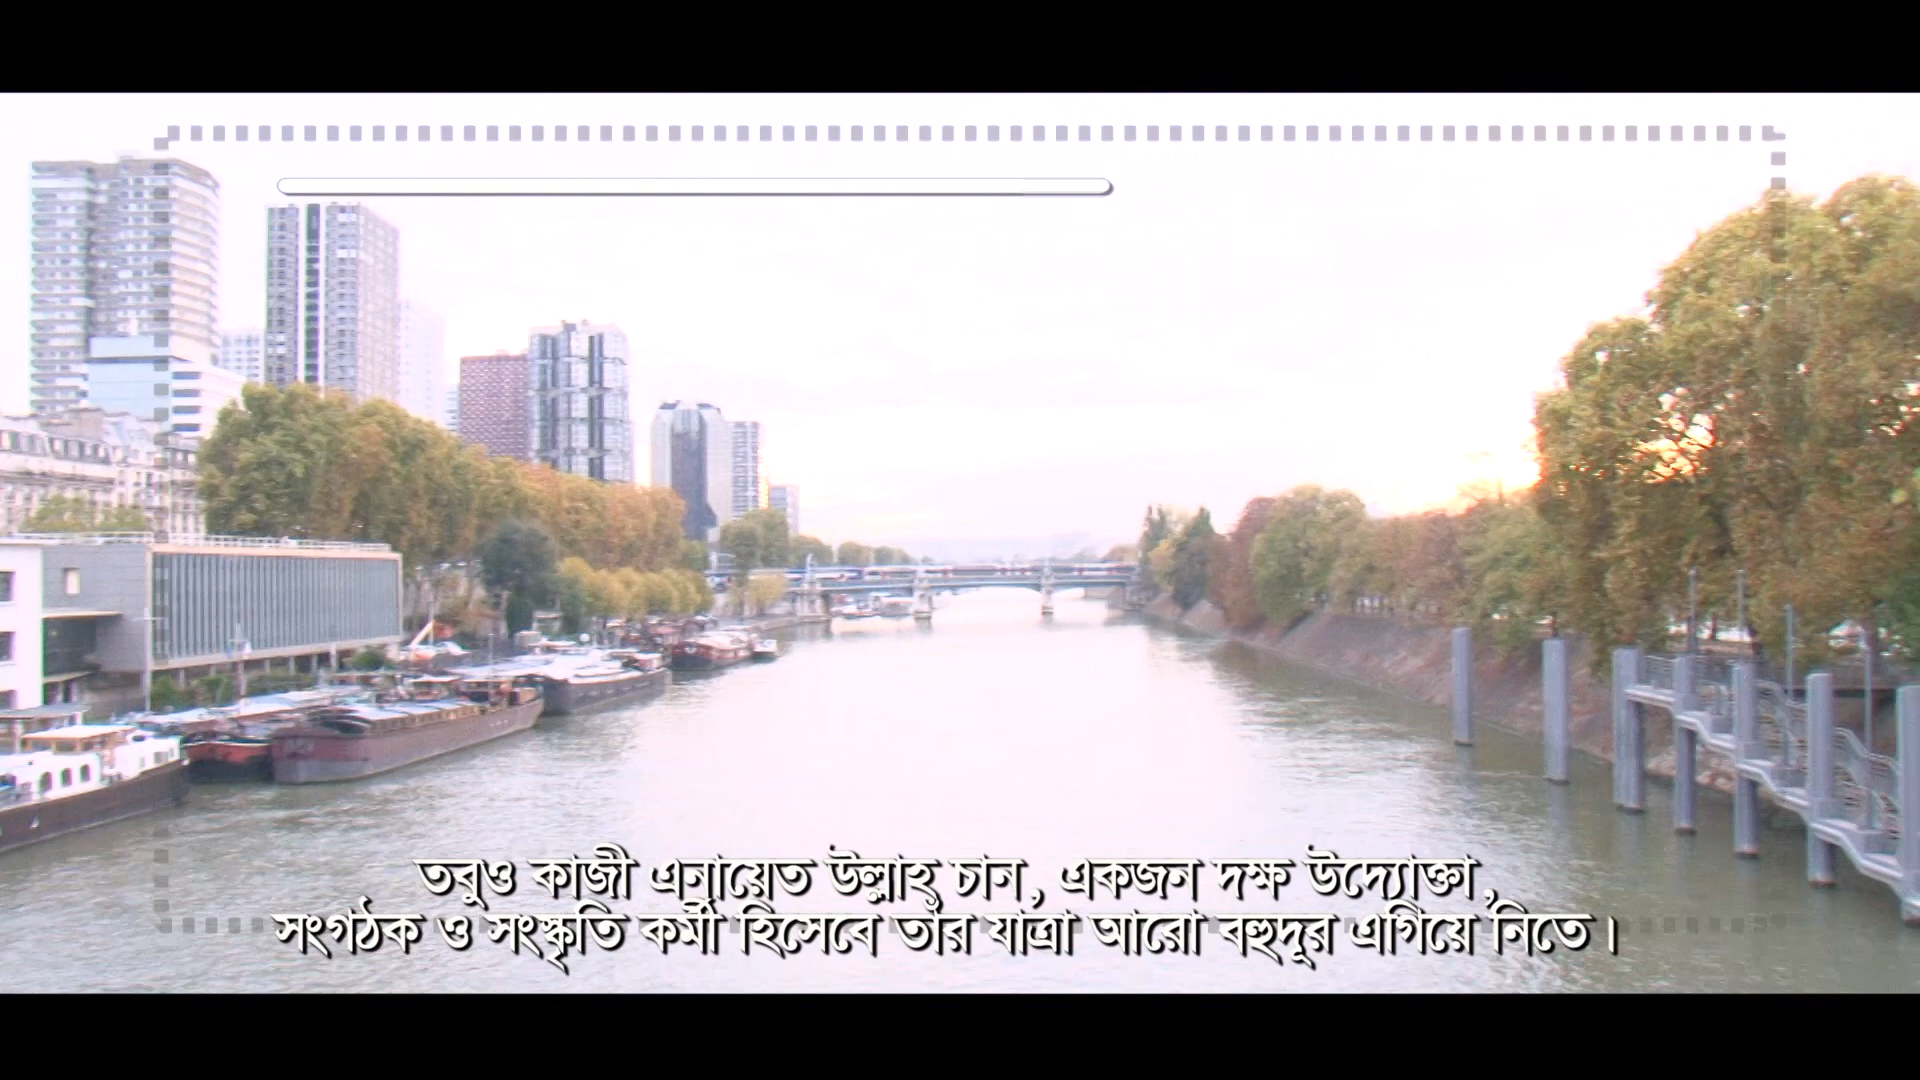 তবুও কাজী এনায়েত উল্লাহ্ চান, একজন দক্ষ উদ্যোক্তা,
সংগঠক ও সংস্কৃতি কর্মী হিসেবে তাঁর যাত্রা আরো বহুদূর এগিয়ে নিতে।